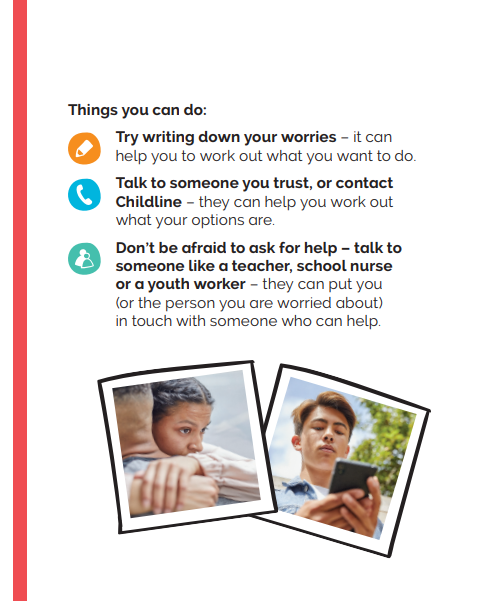 Things you can do:
Try writing down your worries – it can
help you to work out what you want to do.
Talk to someone you trust, or contact
Childline – they can help you work out
what your options are.
Don’t be afraid to ask for help – talk to
someone like a teacher, school nurse
or a youth worker – they can put you
(or the person you are worried about)
in touch with someone who can help.